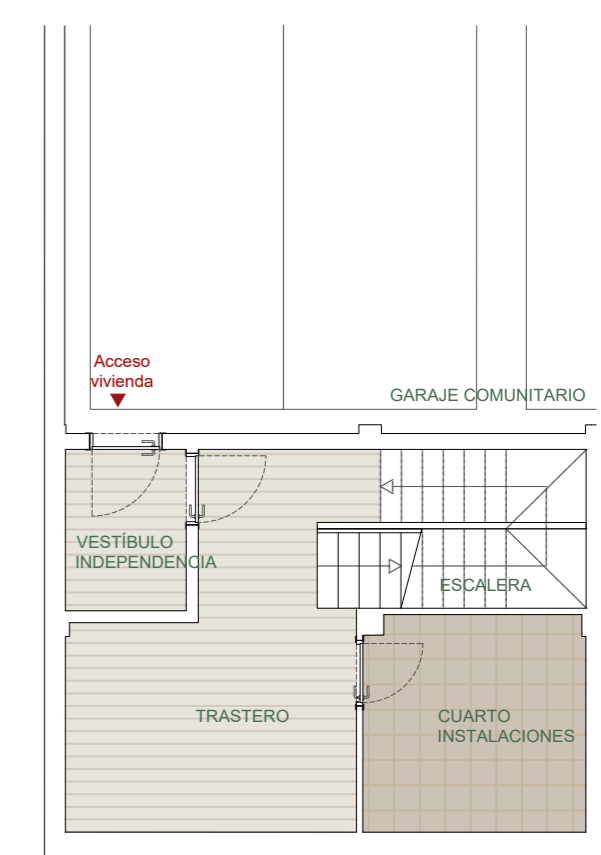 Acceso
vivienda
GARAJE COMUNITARIO
VESTÍBULO
INDEPENDENCIA
ESCALERA
TRASTERO
CUARTO
INSTALACIONES